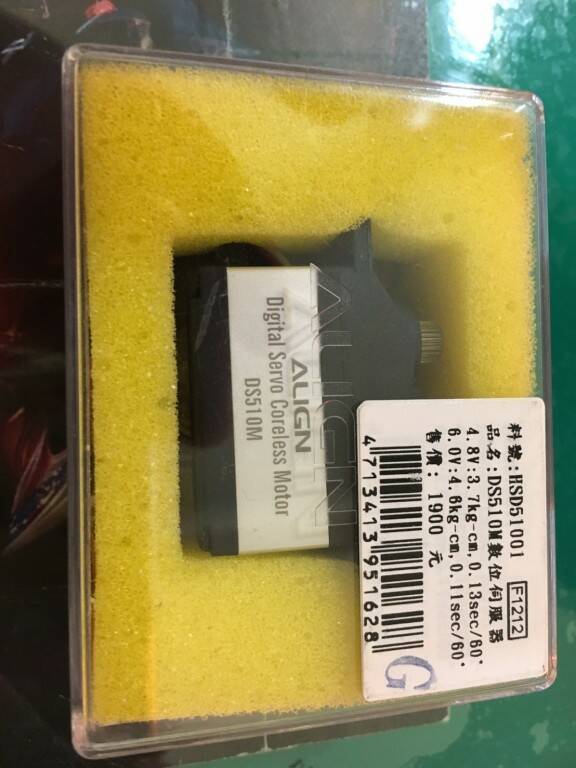 ALIGN
ALIGN
Digital Servo Coreless Motor
DS510M
料號:HSD51001 F1212
品名:DS510M數位伺服器
4.8V:3.7kg-cm,0.13sec/60°
6.0V:4.6kg-cm,0.11sec/60°
售價: 1900 元
4713413951628
G